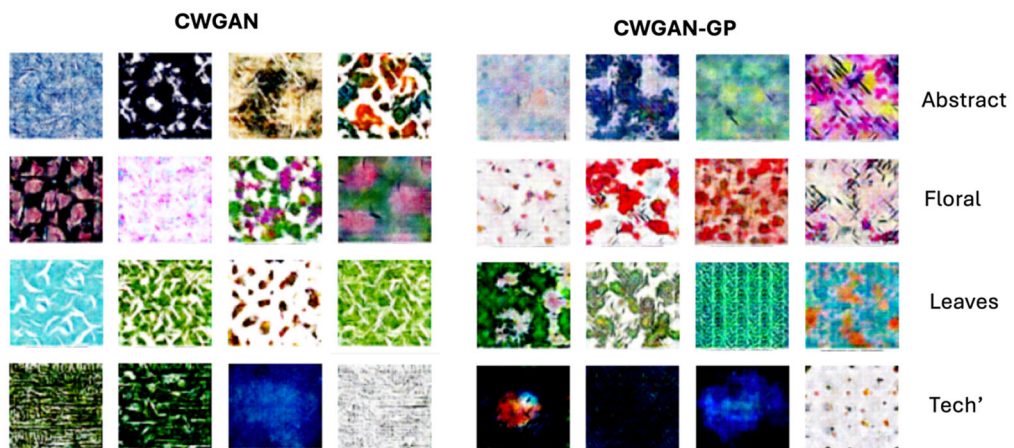 CWGAN
CWGAN-GP
Abstract
Floral
Leaves
Tech’